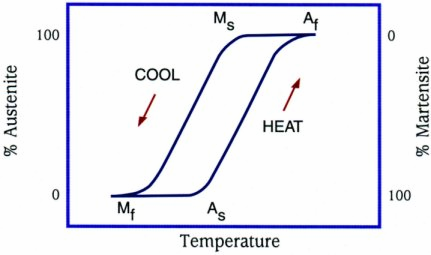 Ms Af
100 0
COOL
HEAT
% Austenite
% Martensite
0 100
Mf As
Temperature